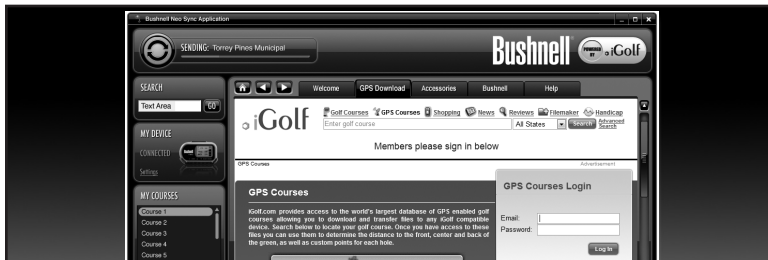 Bushnell Neo Sync Application
SENDING: Torrey Pines Municipal
Bushnell
POWERED BY iGolf
SEARCH
Text Area GO
MY DEVICE
CONNECTED
Settings
MY COURSES
Course 1
Course 2
Course 3
Course 4
Course 5
Welcome GPS Download Accessories Bushnell Help
iGolf
Golf Courses GPS Courses Shopping News Reviews Filemaker Handicap
Enter golf course All States Search Advanced Search
Members please sign in below
GPS Courses Advertisement
GPS Courses
iGolf.com provides access to the world's largest database of GPS enabled golf
courses allowing you to download and transfer files to any iGolf compatible
device. Search below to locate your golf course. Once you have access to these
files you can use them to determine the distance to the front, center and back of
the green, as well as custom points for each hole.
GPS Courses Login
Email:
Password:
Log In